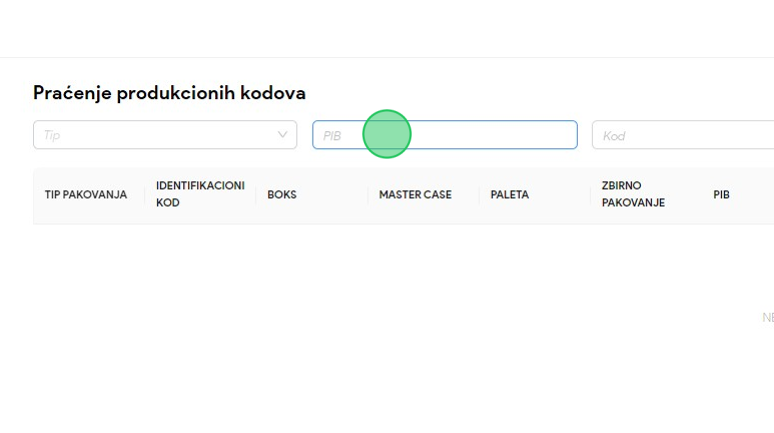 Praćenje produkcionih kodova
Tip
PIB
Kod
TIP PAKOVANJA
IDENTIFIKACIONI
KOD
BOKS
MASTER CASE
PALETA
ZBIRNO
PAKOVANJE
PIB